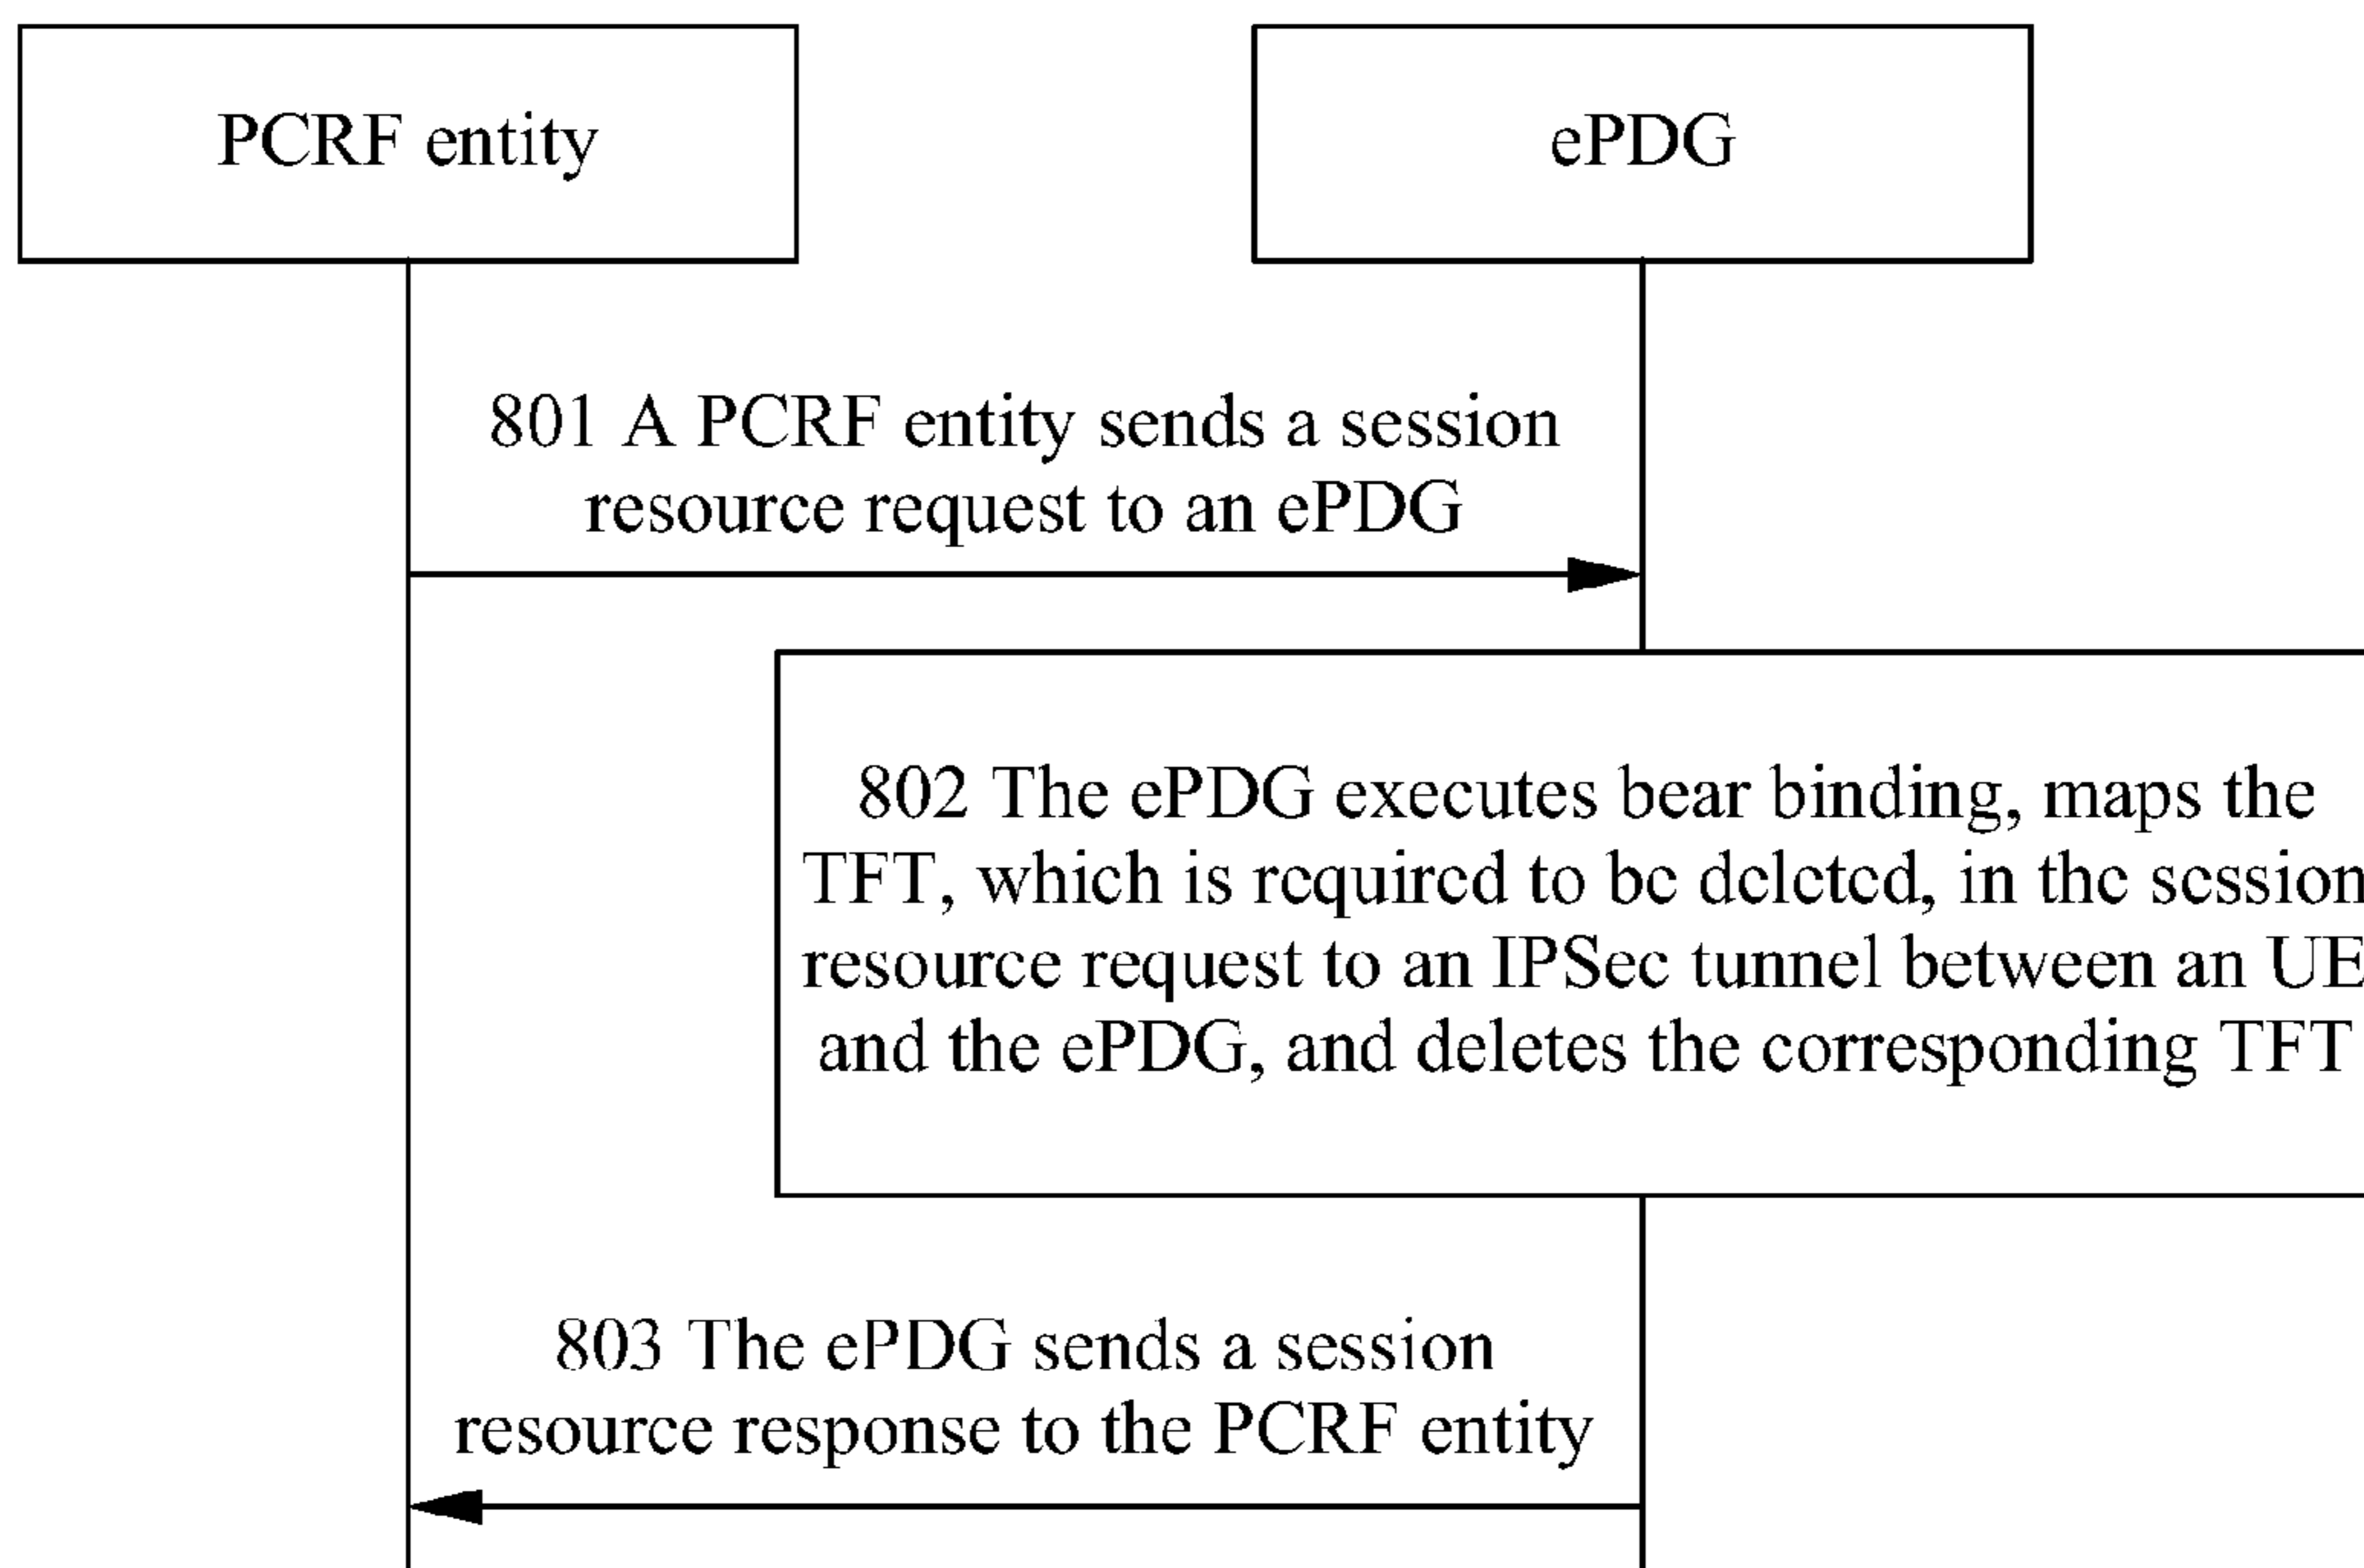 PCRF entity
ePDG
801 A PCRF entity sends a session
resource request to an ePDG
802 The ePDG executes bear binding, maps the
TFT, which is required to be deleted, in the session
resource request to an IPSec tunnel between an UE
and the ePDG, and deletes the corresponding TFT
803 The ePDG sends a session
resource response to the PCRF entity